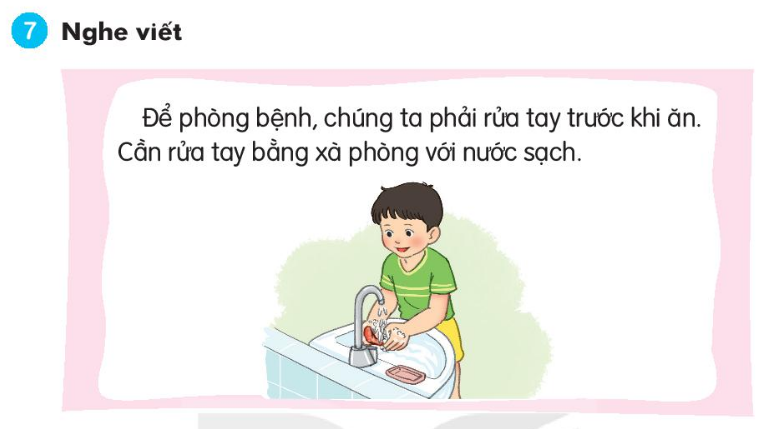 7 Nghe viết
Để phòng bệnh, chúng ta phải rửa tay trước khi ăn.
Cần rửa tay bằng xà phòng với nước sạch.